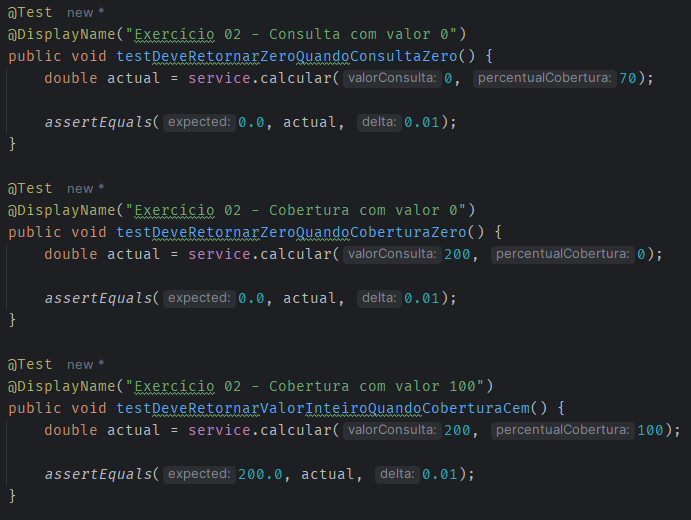 @Test new *
@DisplayName("Exercício 02 - Consulta com valor 0")
public void testDeveRetornarZeroQuandoConsultaZero() {
    double actual = service.calcular( valorConsulta: 0, percentualCobertura: 70);
    assertEquals( expected: 0.0, actual, delta: 0.01);
}
@Test new *
@DisplayName("Exercício 02 - Cobertura com valor 0")
public void testDeveRetornarZeroQuandoCoberturaZero() {
    double actual = service.calcular( valorConsulta: 200, percentualCobertura: 0);
    assertEquals( expected: 0.0, actual, delta: 0.01);
}
@Test new *
@DisplayName("Exercício 02 - Cobertura com valor 100")
public void testDeveRetornarValorInteiroQuandoCoberturaCem() {
    double actual = service.calcular( valorConsulta: 200, percentualCobertura: 100);
    assertEquals( expected: 200.0, actual, delta: 0.01);
}